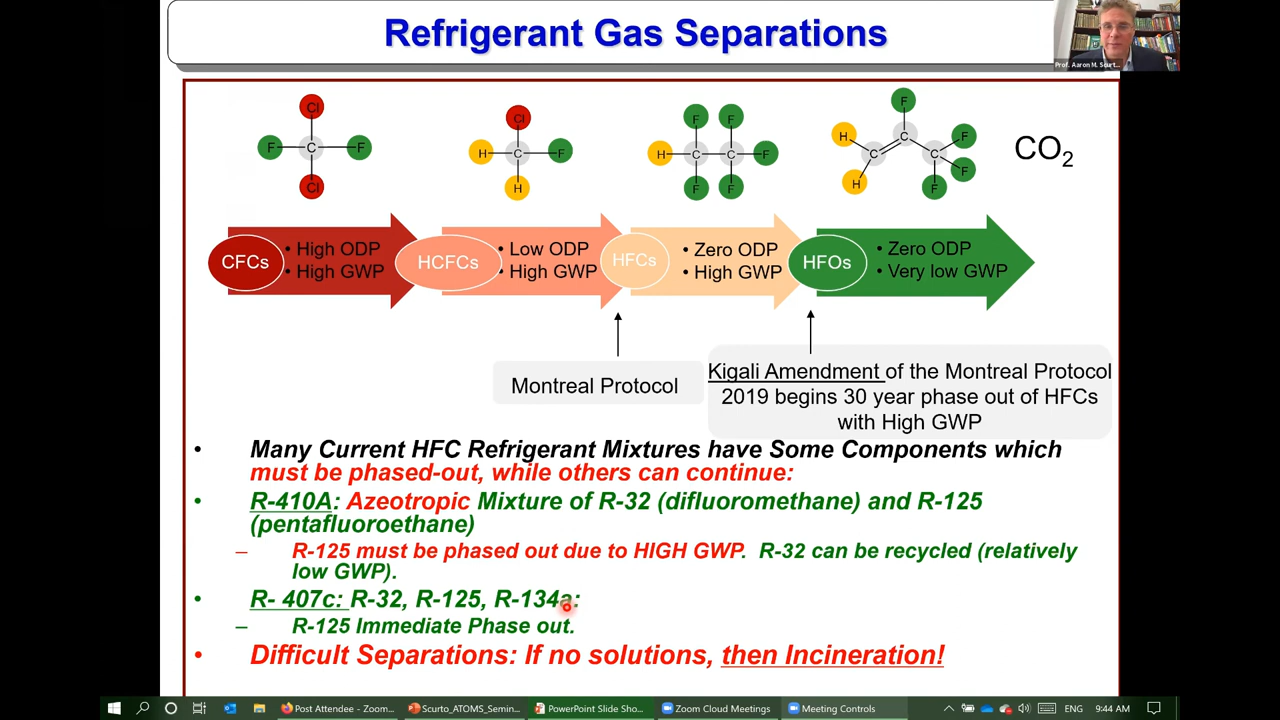 Refrigerant Gas Separations
Prof. Aaron M. Scurt...
Cl
F C F
Cl
Cl
H C F
H
F F
H C C F
F F
F
H C F
C C F
H F
CO2
CFCs
• High ODP
• High GWP
HCFCs
• Low ODP
• High GWP
HFCs
• Zero ODP
• High GWP
HFOs
• Zero ODP
• Very low GWP
Montreal Protocol
Kigali Amendment of the Montreal Protocol
2019 begins 30 year phase out of HFCs
with High GWP
• Many Current HFC Refrigerant Mixtures have Some Components which
must be phased-out, while others can continue:
• R-410A: Azeotropic Mixture of R-32 (difluoromethane) and R-125
(pentafluoroethane)
– R-125 must be phased out due to HIGH GWP. R-32 can be recycled (relatively
low GWP).
• R- 407c: R-32, R-125, R-134a:
– R-125 Immediate Phase out.
• Difficult Separations: If no solutions, then Incineration!
Post Attendee - Zoom...
Scurto_ATOMS_Semin...
PowerPoint Slide Sho...
Zoom Cloud Meetings
Meeting Controls
ENG
9:44 AM